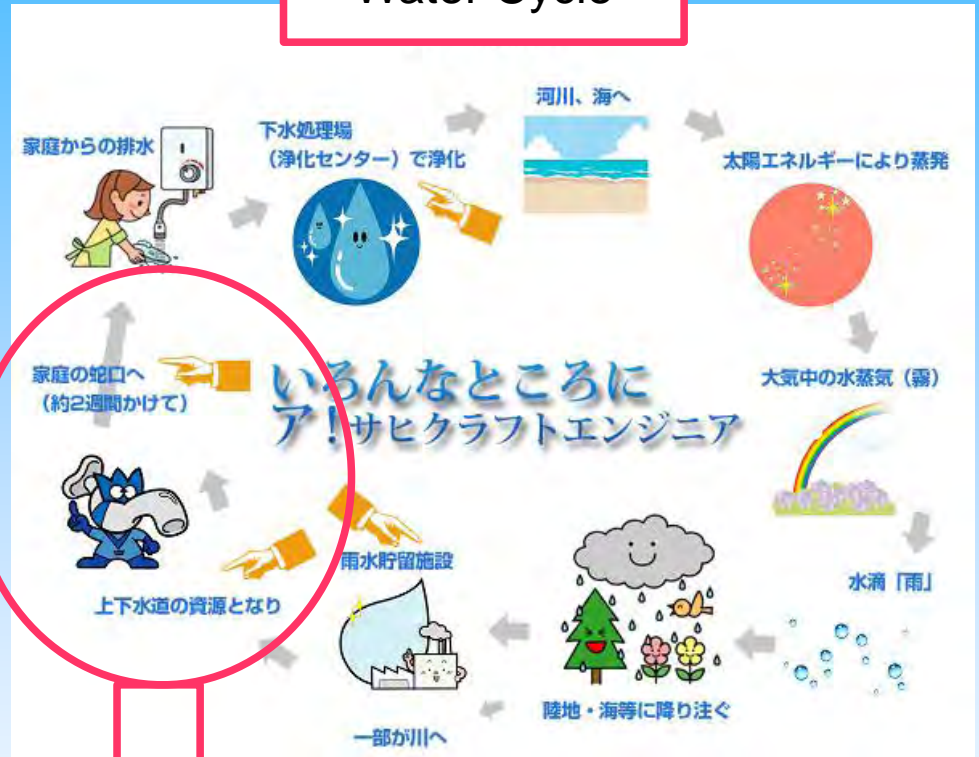 Water Cycle
家庭からの排水
下水処理場
（浄化センター）で浄化
河川、海へ
太陽エネルギーにより蒸発
大気中の水蒸気（霧）
水滴「雨」
陸地・海等に降り注ぐ
一部が川へ
雨水貯留施設
上下水道の資源となり
家庭の蛇口へ
（約2週間かけて）
いろんなところに
ア！サヒクラフトエンジニア